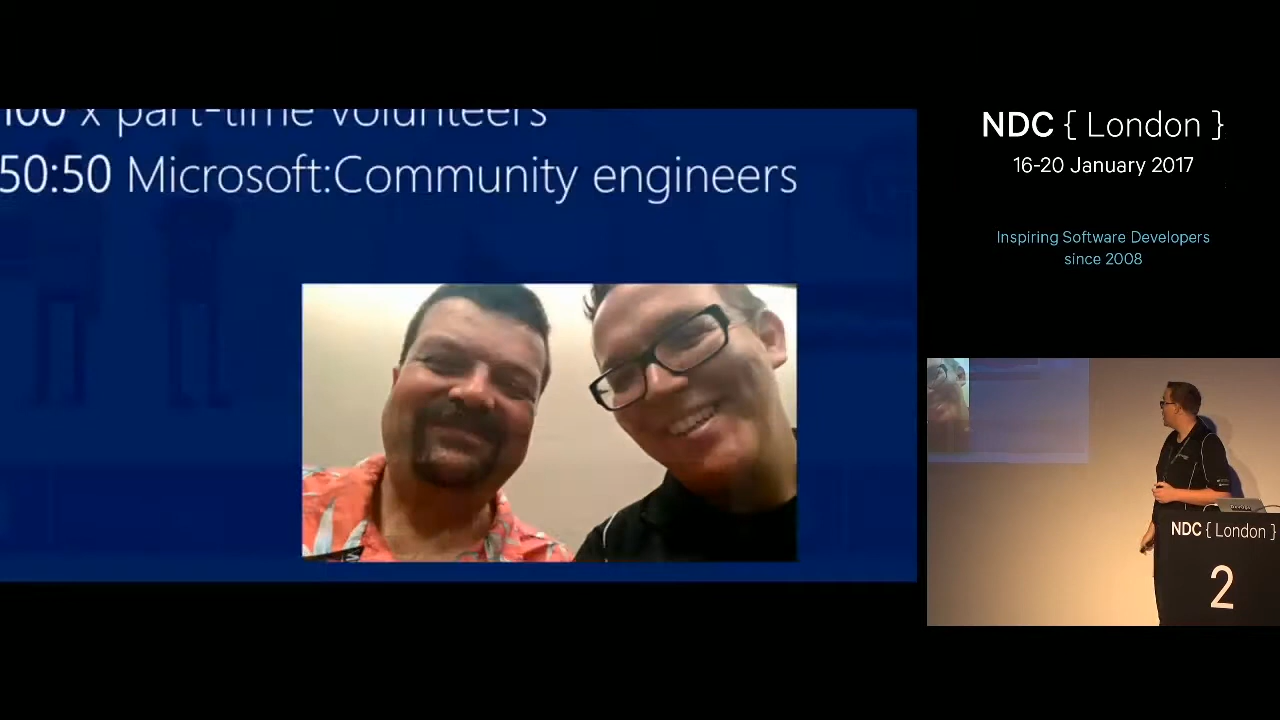 100 x part-time volunteers
50:50 Microsoft:Community engineers
NDC { London }
16-20 January 2017
Inspiring Software Developers
since 2008
NDC { London }
2